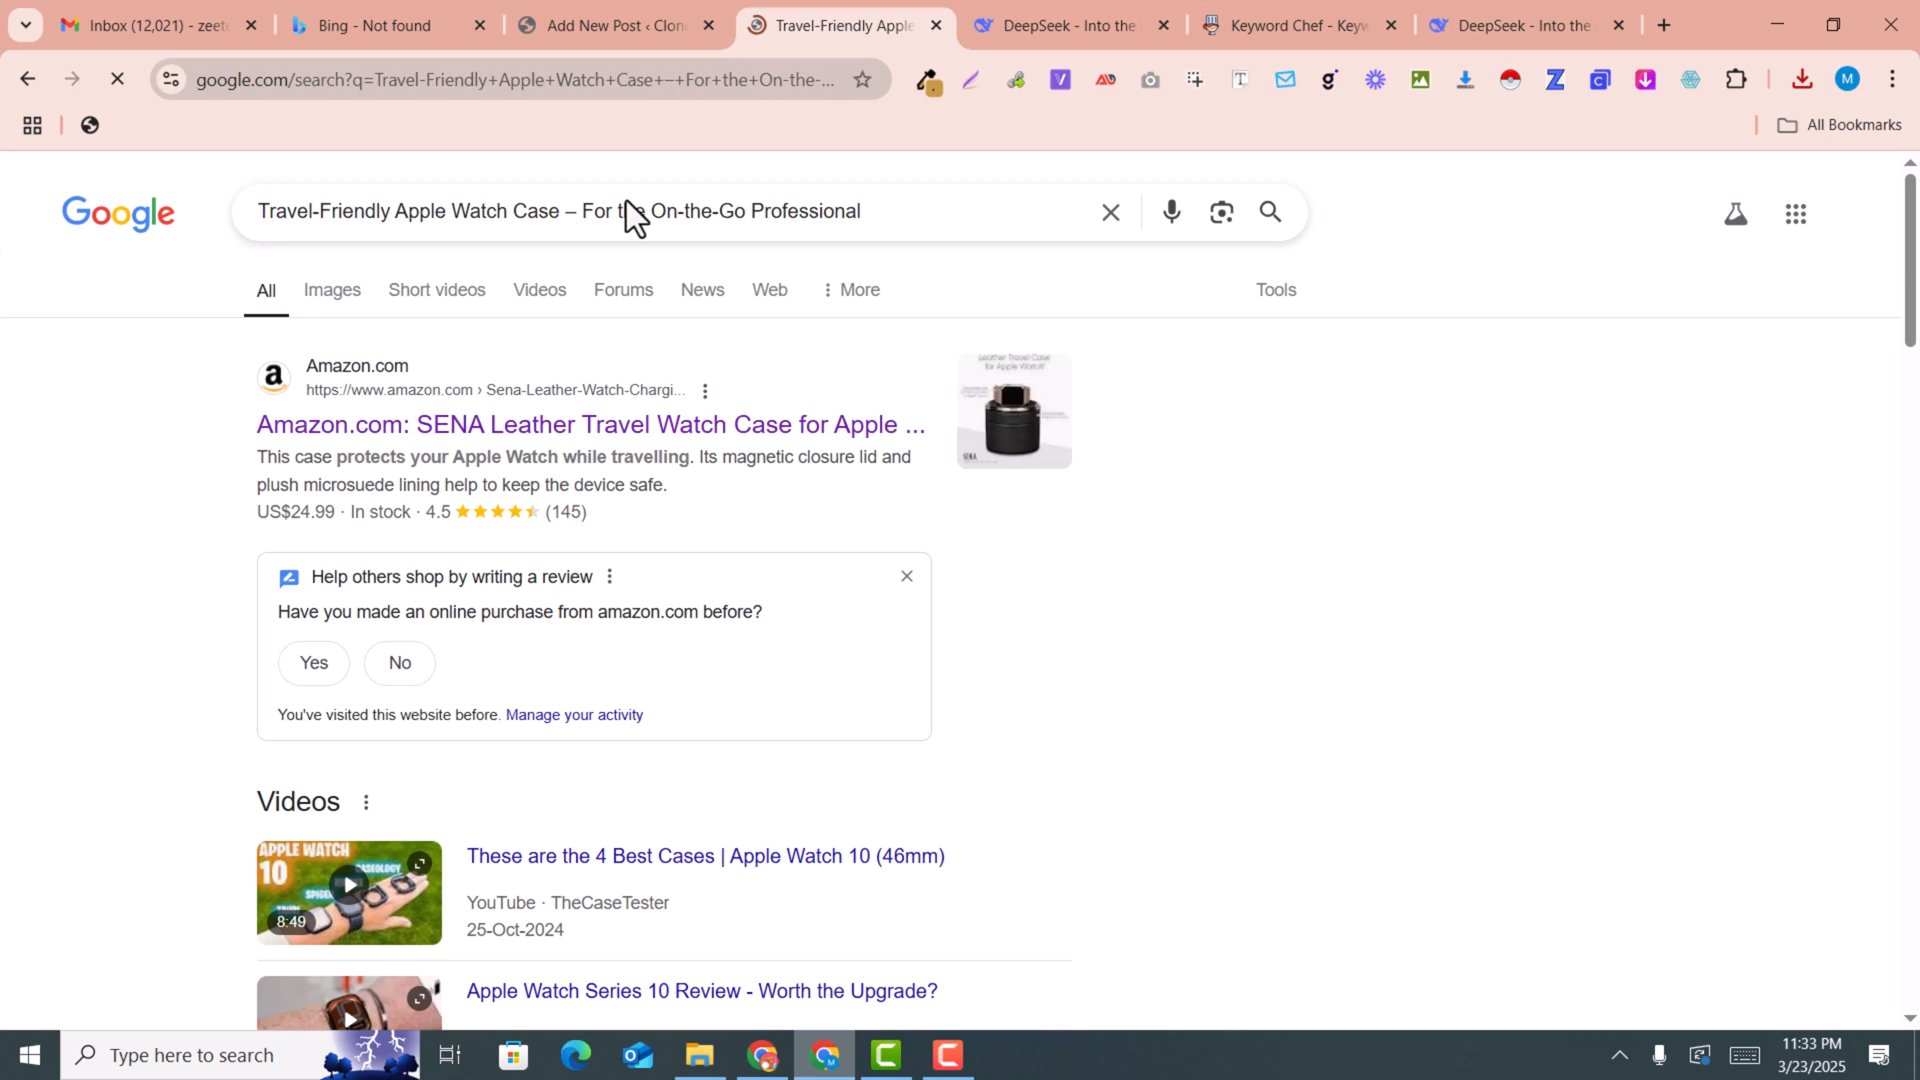 Inbox (12,021) - zeet
Bing - Not found
Add New Post ‹ Clon
Travel-Friendly Apple
DeepSeek - Into the
Keyword Chef - Keyw
DeepSeek - Into the
google.com/search?q=Travel-Friendly+Apple+Watch+Case+–+For+the+On-the-...
All Bookmarks
Google
Travel-Friendly Apple Watch Case – For the On-the-Go Professional
All
Images
Short videos
Videos
Forums
News
Web
More
Tools
Amazon.com
https://www.amazon.com › Sena-Leather-Watch-Chargi...
Amazon.com: SENA Leather Travel Watch Case for Apple ...
This case protects your Apple Watch while travelling. Its magnetic closure lid and
plush microsuede lining help to keep the device safe.
US$24.99 · In stock · 4.5 (145)
Leather Travel Case
for Apple Watch
SENA
Help others shop by writing a review
Have you made an online purchase from amazon.com before?
Yes
No
You've visited this website before. Manage your activity
Videos
APPLE WATCH
10
CASEOLOGY
SPIGEN
8:49
These are the 4 Best Cases | Apple Watch 10 (46mm)
YouTube · TheCaseTester
25-Oct-2024
Apple Watch Series 10 Review - Worth the Upgrade?
Type here to search
11:33 PM
3/23/2025